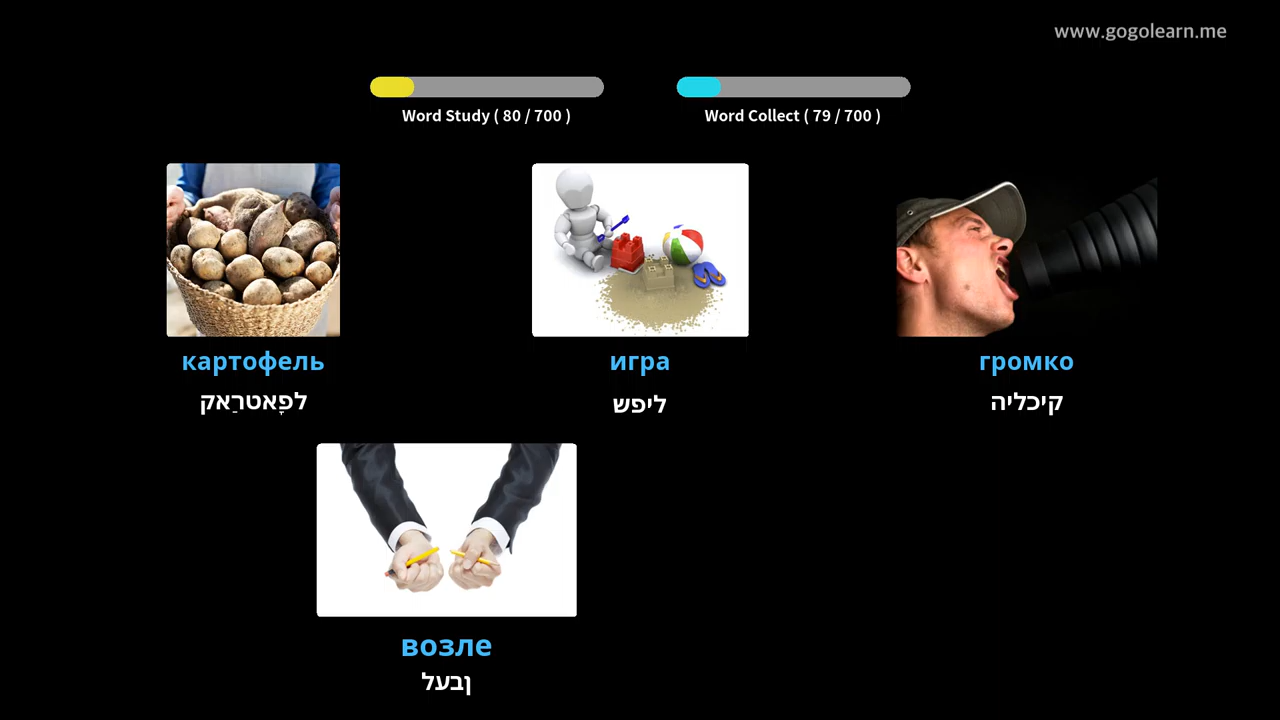 www.gogolearn.me
Word Study ( 80 / 700 )
Word Collect ( 79 / 700 )
картофель
לפָאטרַאק
игра
ליפש
громко
קיכליה
возле
ןבעל